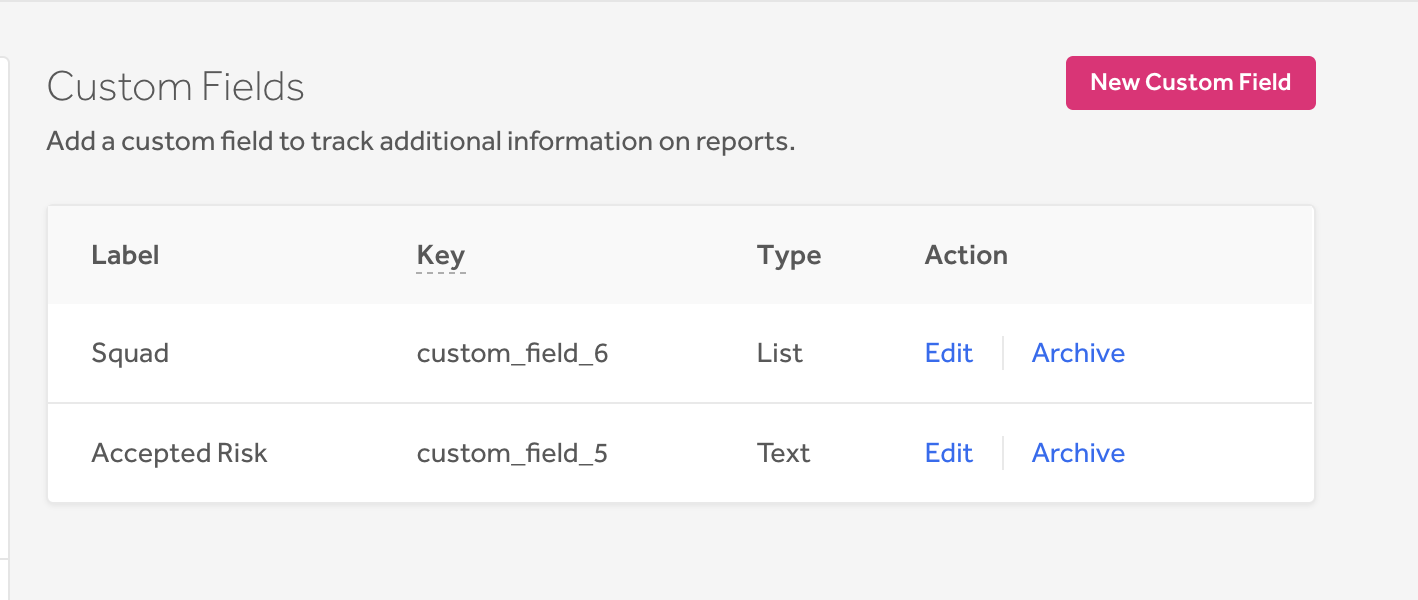 Custom Fields
New Custom Field
Add a custom field to track additional information on reports.
Label Key Type Action
Squad custom_field_6 List Edit Archive
Accepted Risk custom_field_5 Text Edit Archive